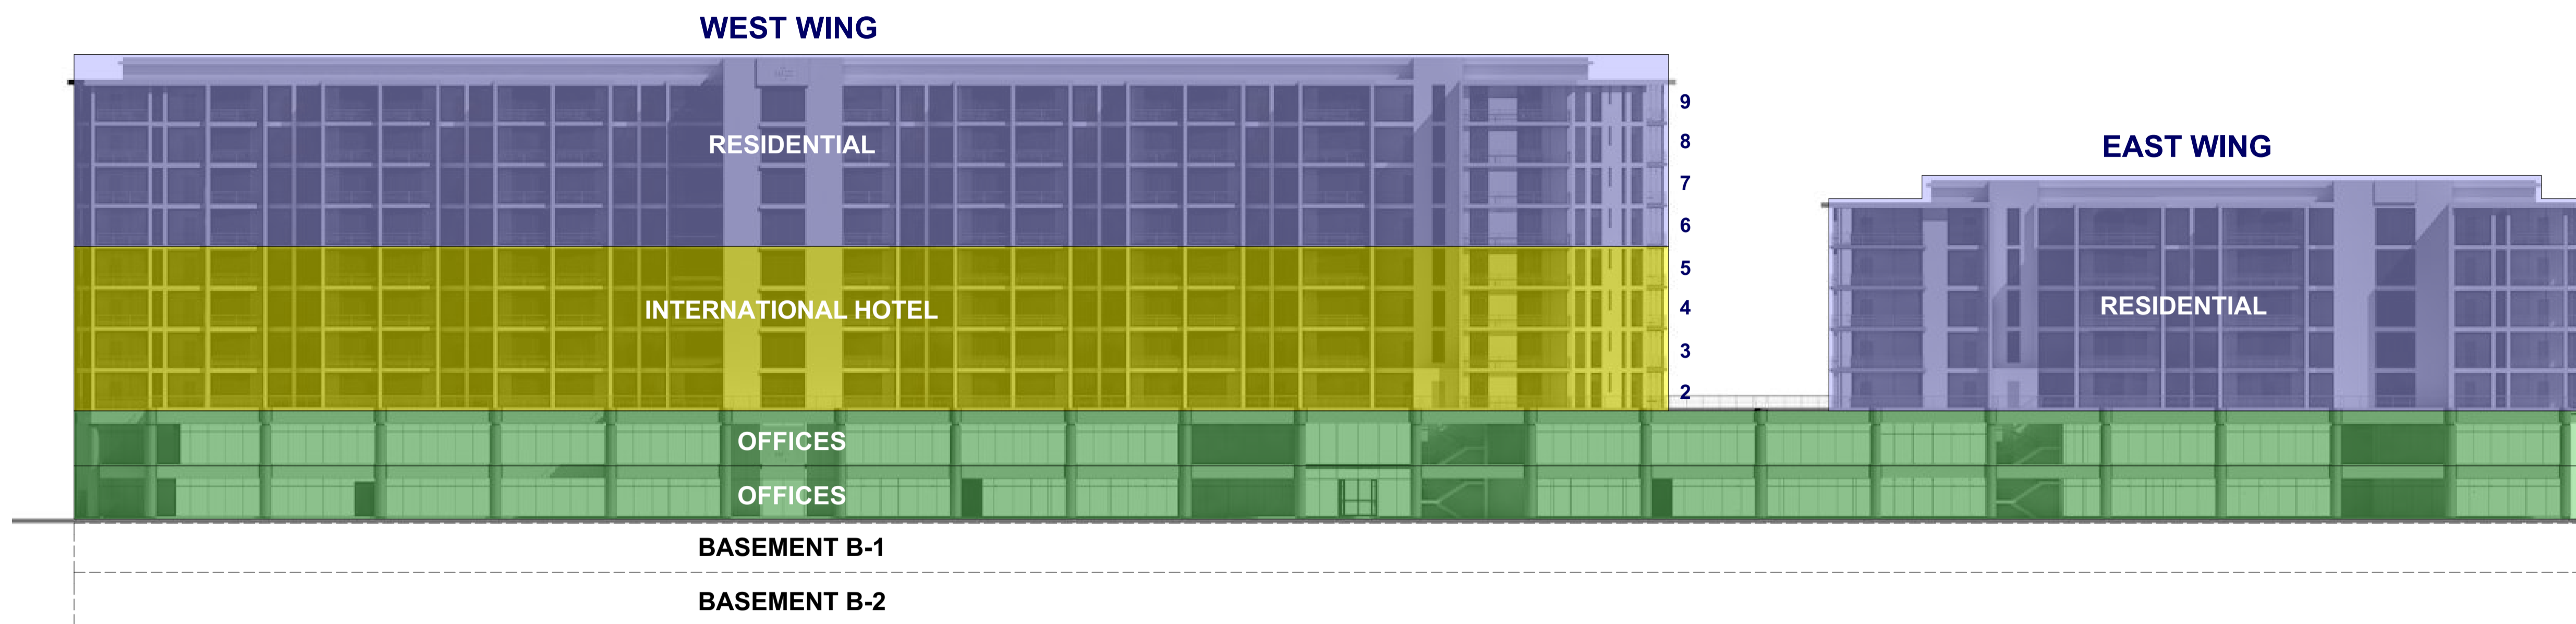 WEST WING
9
RESIDENTIAL
8
EAST WING
7
6
5
INTERNATIONAL HOTEL
4
RESIDENTIAL
3
2
OFFICES
OFFICES
BASEMENT B-1
BASEMENT B-2